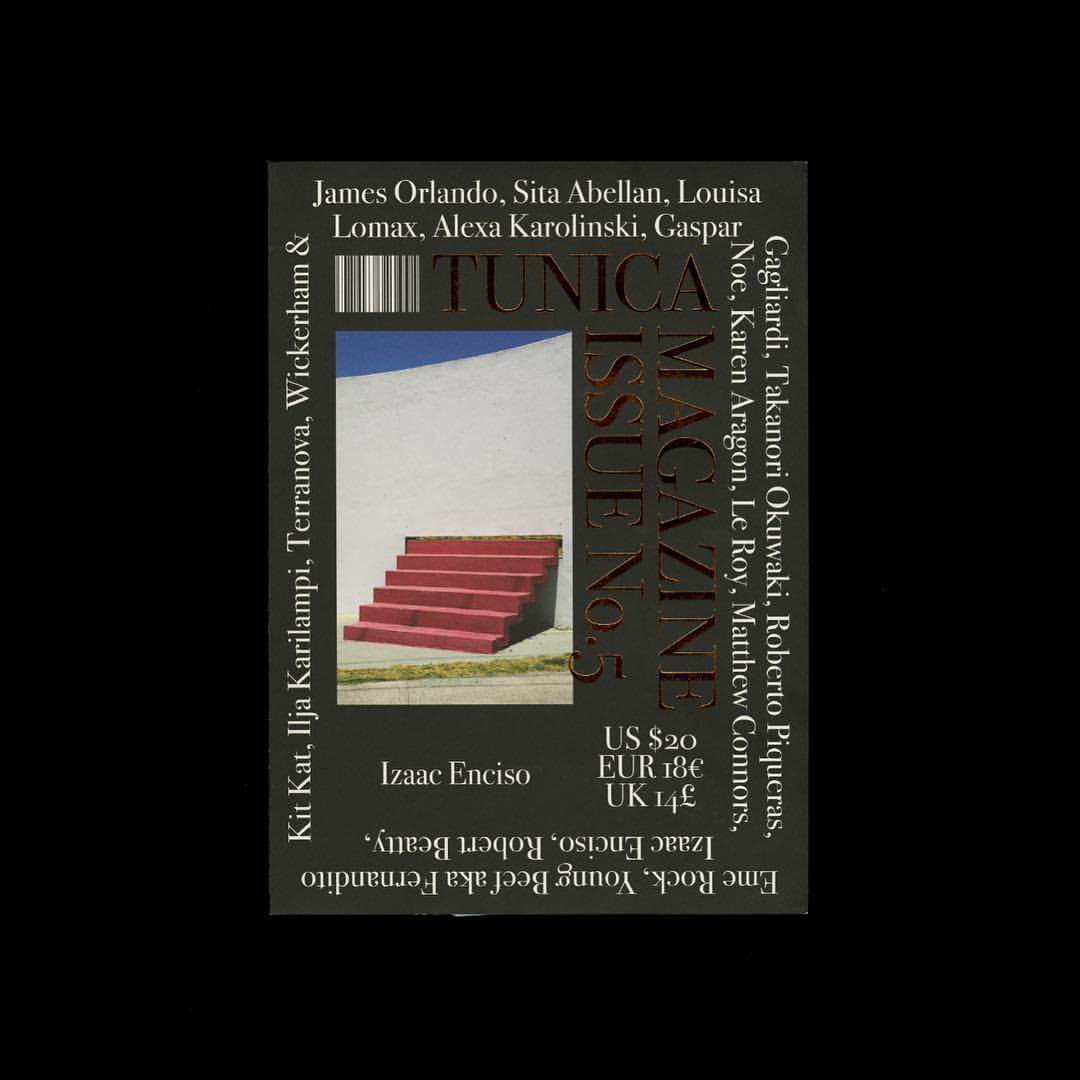 James Orlando, Sita Abellan, Louisa
Lomax, Alexa Karolinski, Gaspar
Gagliardi, Takanori Okuwaki, Roberto Piqueras,
Noe, Karen Aragon, Le Roy, Matthew Connors,
TUNICA
MAGAZINE
ISSUE No.5
US $20
EUR 18€
UK 14£
Izaac Enciso
Eme Rock, Young Beef aka Fernandito
Izaac Enciso, Robert Beatty,
Kit Kat, Ilja Karilampi, Terranova, Wickerham &